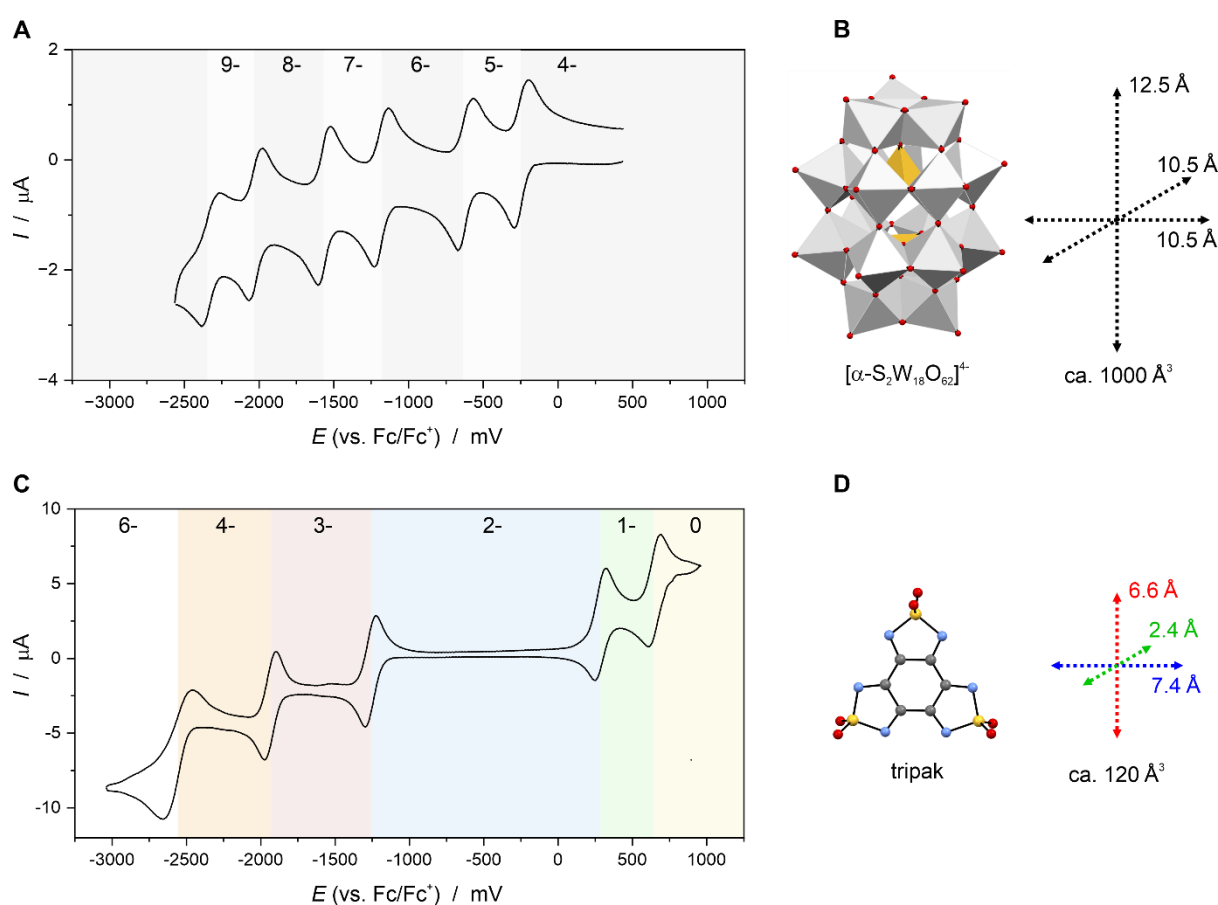 A
9- 8- 7- 6- 5- 4-
2
0
−2
−4
I / μA
−3000 −2500 −2000 −1500 −1000 −500 0 500 1000
E (vs. Fc/Fc⁺) / mV
B
12.5 Å
10.5 Å
10.5 Å
[α-S₂W₁₈O₆₂]⁴⁻
ca. 1000 Å³
C
6- 4- 3- 2- 1- 0
10
5
0
-5
-10
I / μA
-3000 -2500 -2000 -1500 -1000 -500 0 500 1000
E (vs. Fc/Fc⁺) / mV
D
6.6 Å
2.4 Å
7.4 Å
tripak
ca. 120 Å³